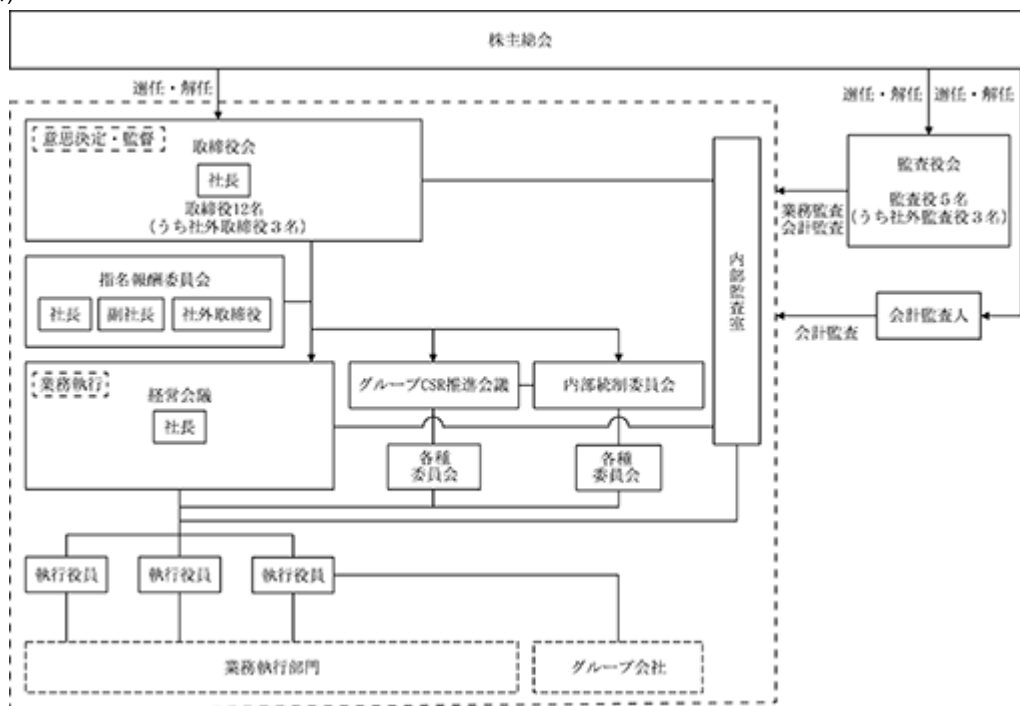 株主総会
選任・解任
選任・解任
選任・解任
意思決定・監督
取締役会
社長
取締役12名
(うち社外取締役3名)
監査役会
監査役5名
(うち社外監査役3名)
業務監査
会計監査
内部監査室
指名報酬委員会
社長
副社長
社外取締役
会計監査人
会計監査
業務執行
経営会議
社長
グループCSR推進会議
内部統制委員会
各種
委員会
各種
委員会
執行役員
執行役員
執行役員
業務執行部門
グループ会社